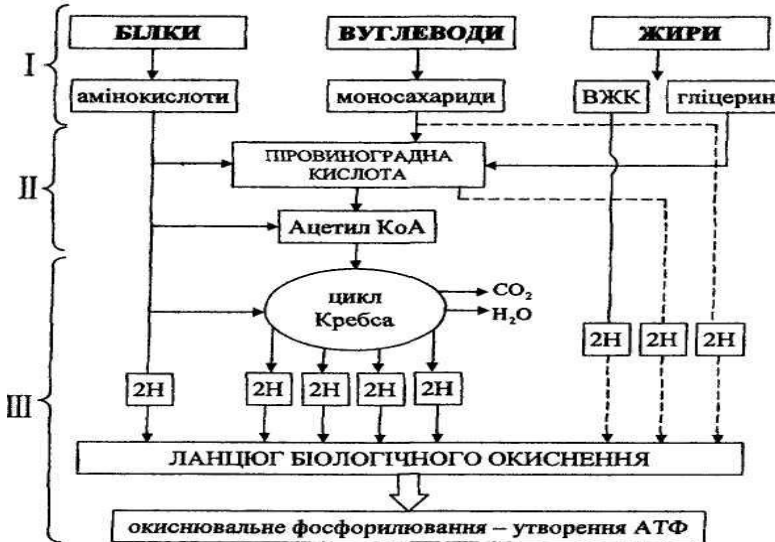 БІЛКИ ВУГЛЕВОДИ ЖИРИ
I
амінокислоти моносахариди ВЖК гліцерин
ПІРОВИНОГРАДНА
КИСЛОТА
II
Ацетил КоА
цикл
Кребса
CO₂
H₂O
2H 2H 2H
2H 2H 2H 2H 2H
III
ЛАНЦЮГ БІОЛОГІЧНОГО ОКИСНЕННЯ
окиснювальне фосфорилювання – утворення АТФ